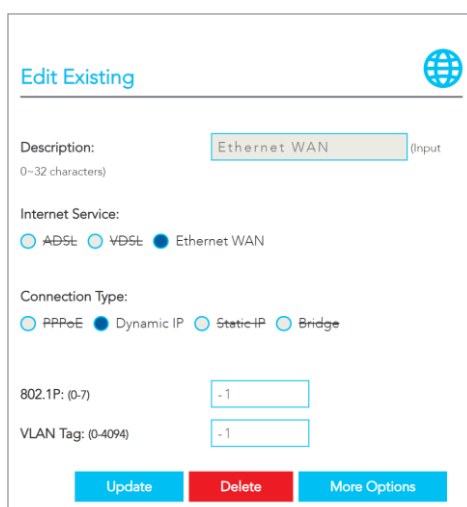 Edit Existing
Description: Ethernet WAN (Input
0~32 characters)
Internet Service:
ADSL VDSL Ethernet WAN
Connection Type:
PPPoE Dynamic IP Static IP Bridge
802.1P: (0-7) -1
VLAN Tag: (0-4094) -1
Update Delete More Options